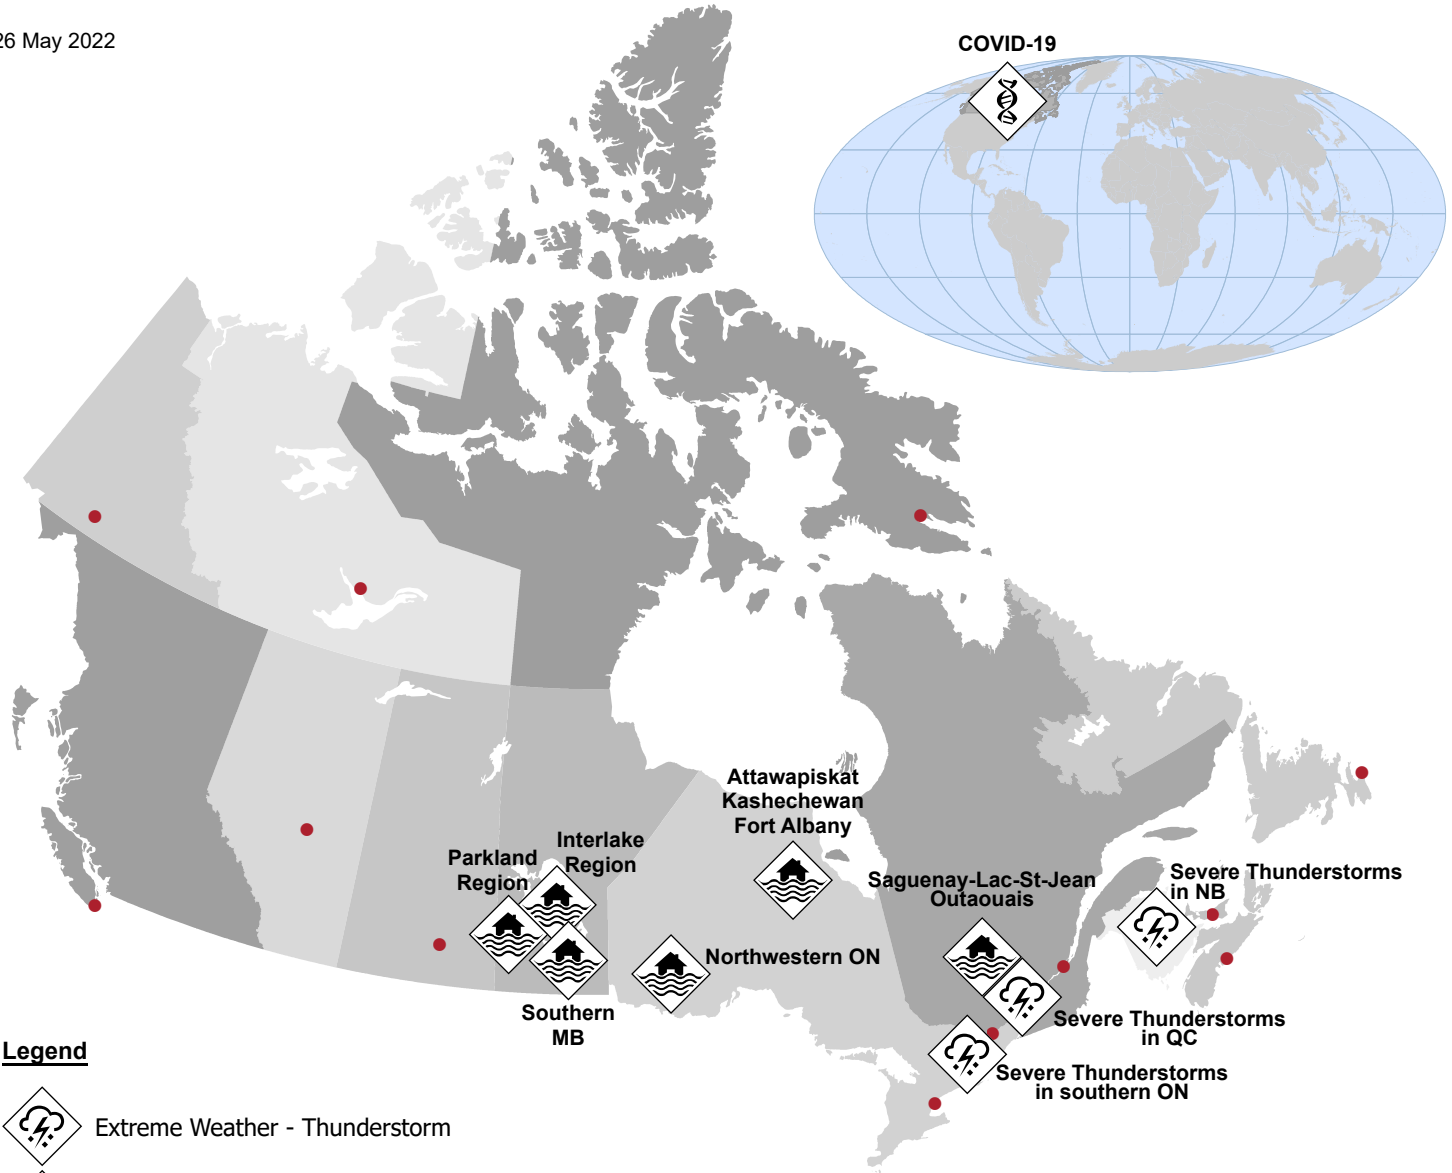 26 May 2022
COVID-19
Attawapiskat
Kashechewan
Fort Albany
Interlake
Region
Parkland
Region
Saguenay-Lac-St-Jean
Outaouais
Severe Thunderstorms
in NB
Northwestern ON
Southern
MB
Severe Thunderstorms
in QC
Severe Thunderstorms
in southern ON
Legend
Extreme Weather - Thunderstorm